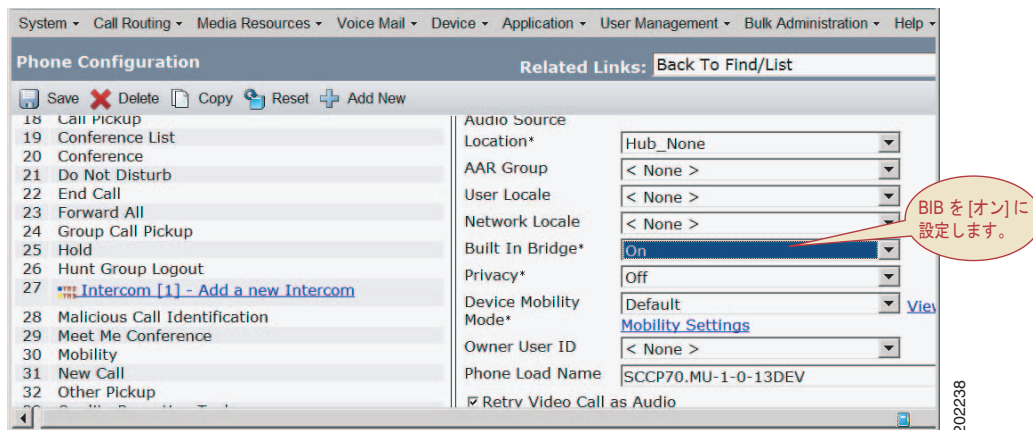 System Call Routing Media Resources Voice Mail Device Application User Management Bulk Administration Help
Phone Configuration
Related Links: Back To Find/List
Save Delete Copy Reset Add New
18 Call Pickup
19 Conference List
20 Conference
21 Do Not Disturb
22 End Call
23 Forward All
24 Group Call Pickup
25 Hold
26 Hunt Group Logout
27 Intercom [1] - Add a new Intercom
28 Malicious Call Identification
29 Meet Me Conference
30 Mobility
31 New Call
32 Other Pickup
Audio Source
Location* Hub_None
AAR Group < None >
User Locale < None >
Network Locale < None >
Built In Bridge* On
Privacy* Off
Device Mobility Default
Mode*
Mobility Settings
Owner User ID < None >
Phone Load Name SCCP70.MU-1-0-13DEV
Retry Video Call as Audio
BIB を [オン] に
設定します。
202238